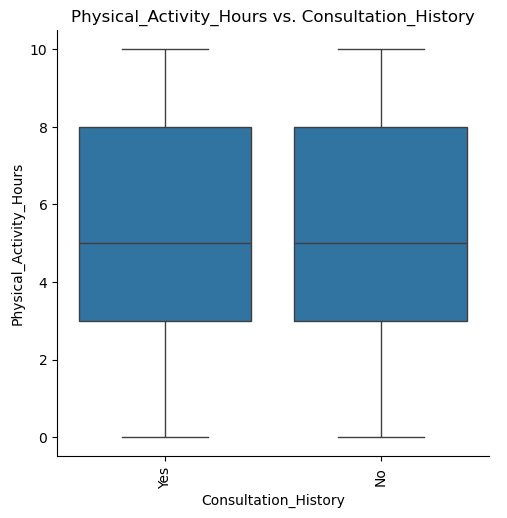 Physical_Activity_Hours vs. Consultation_History
10
8
6
4
2
0
Physical_Activity_Hours
Yes
No
Consultation_History